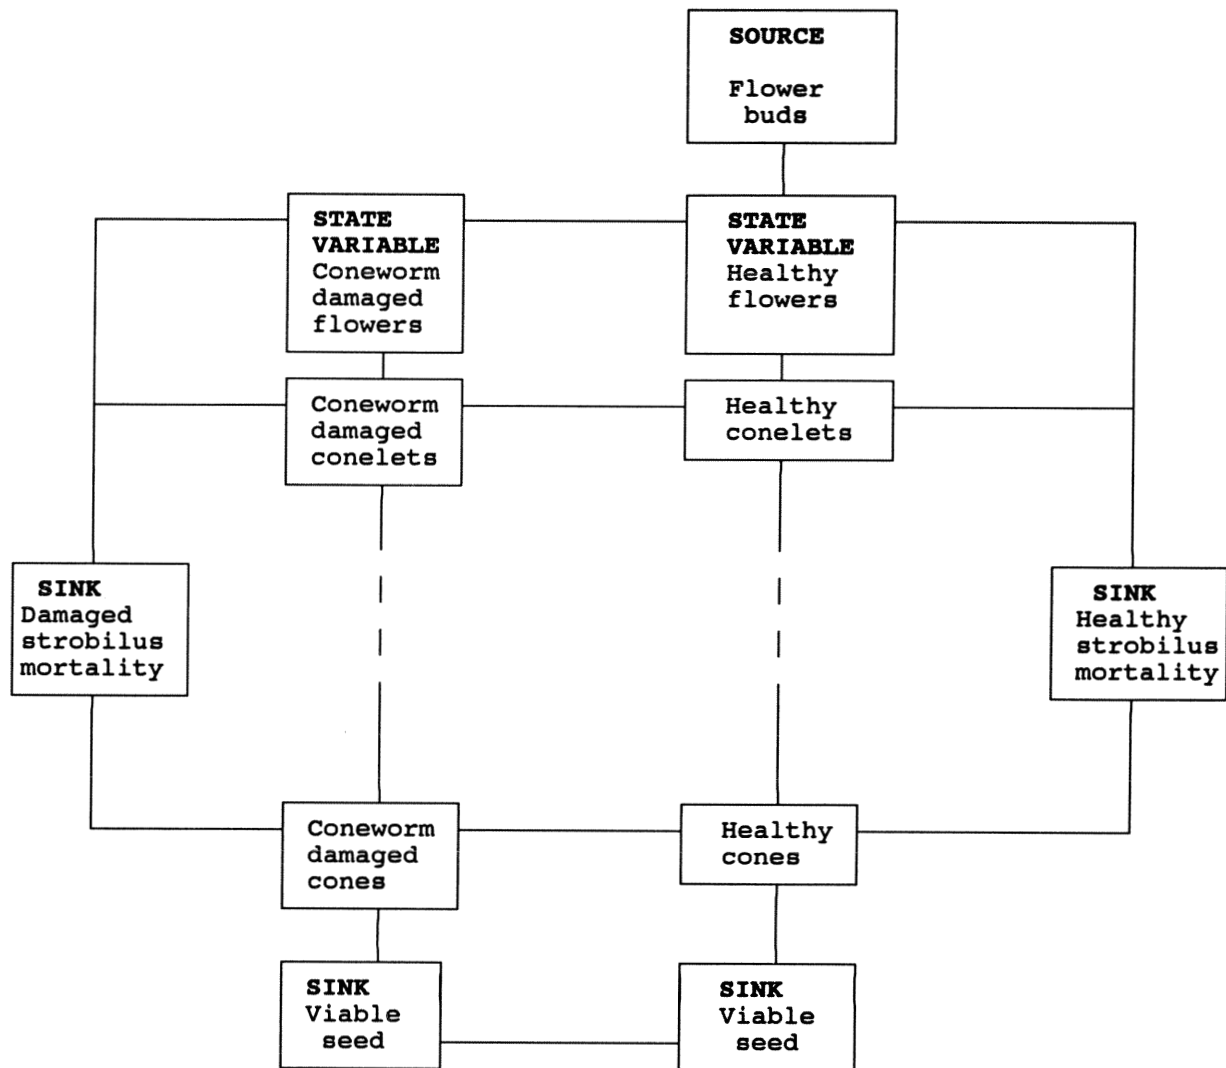 SOURCE
Flower
buds
STATE
VARIABLE
Coneworm
damaged
flowers
STATE
VARIABLE
Healthy
flowers
Coneworm
damaged
conelets
Healthy
conelets
SINK
Damaged
strobilus
mortality
SINK
Healthy
strobilus
mortality
Coneworm
damaged
cones
Healthy
cones
SINK
Viable
seed
SINK
Viable
seed